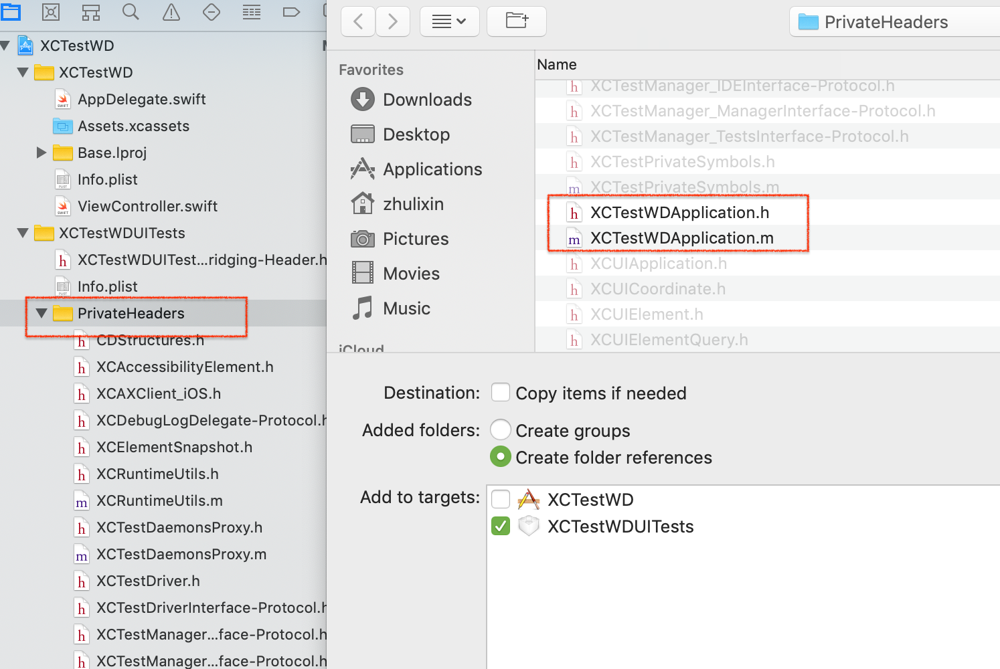 XCTestWD
XCTestWD
AppDelegate.swift
Assets.xcassets
Base.lproj
Info.plist
ViewController.swift
XCTestWDUITests
XCTestWDUITest...ridging-Header.h
Info.plist
PrivateHeaders
CDStructures.h
XCAccessibilityElement.h
XCAXClient_iOS.h
XCDebugLogDelegate-Protocol.h
XCElementSnapshot.h
XCRuntimeUtils.h
XCRuntimeUtils.m
XCTestDaemonsProxy.h
XCTestDaemonsProxy.m
XCTestDriver.h
XCTestDriverInterface-Protocol.h
XCTestManager...face-Protocol.h
XCTestManager...face-Protocol.h
PrivateHeaders
Favorites
Downloads
Desktop
Applications
zhulixin
Pictures
Movies
Music
iCloud
Name
XCTestManager_IDEInterface-Protocol.h
XCTestManager_ManagerInterface-Protocol.h
XCTestManager_TestsInterface-Protocol.h
XCTestPrivateSymbols.h
XCTestPrivateSymbols.m
XCTestWDApplication.h
XCTestWDApplication.m
XCUIApplication.h
XCUICoordinate.h
XCUIElement.h
XCUIElementQuery.h
Destination: Copy items if needed
Added folders: Create groups
Create folder references
Add to targets: XCTestWD
XCTestWDUITests